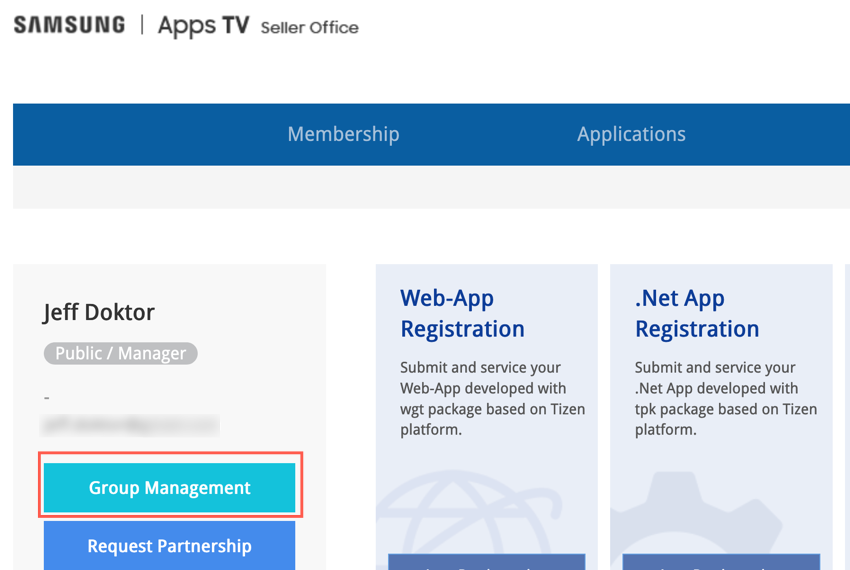 SAMSUNG | Apps TV Seller Office
Membership
Applications
Jeff Doktor
Public / Manager
-
Group Management
Request Partnership
Web-App
Registration
Submit and service your
Web-App developed with
wgt package based on Tizen
platform.
.Net App
Registration
Submit and service your
.Net App developed with
tpk package based on Tizen
platform.